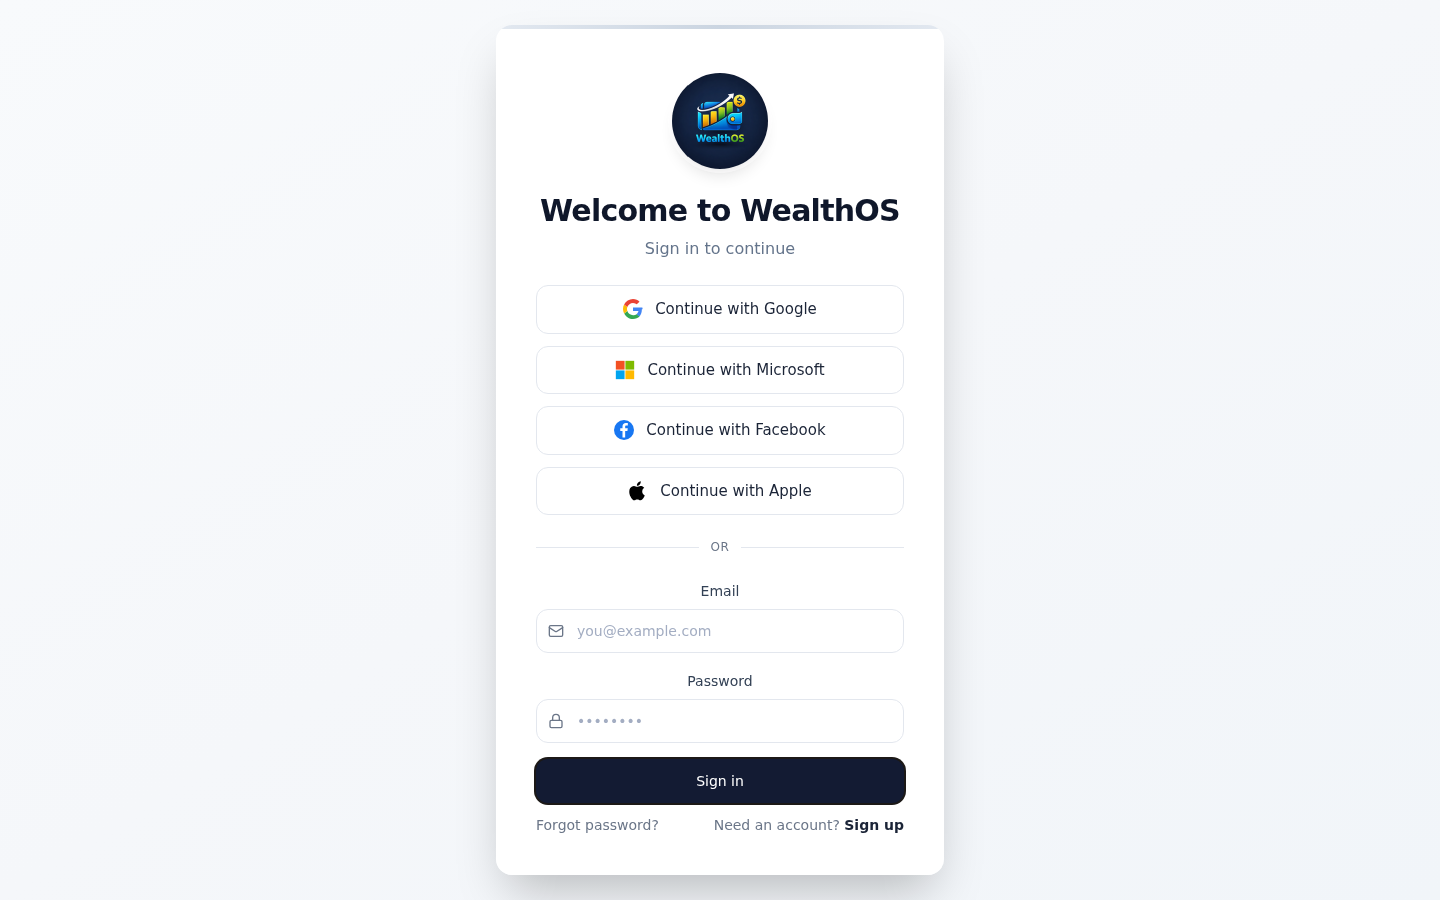 $
WealthOS
Welcome to WealthOS
Sign in to continue
Continue with Google
Continue with Microsoft
Continue with Facebook
Continue with Apple
OR
Email
you@example.com
Password
••••••••
Sign in
Forgot password? Need an account? Sign up